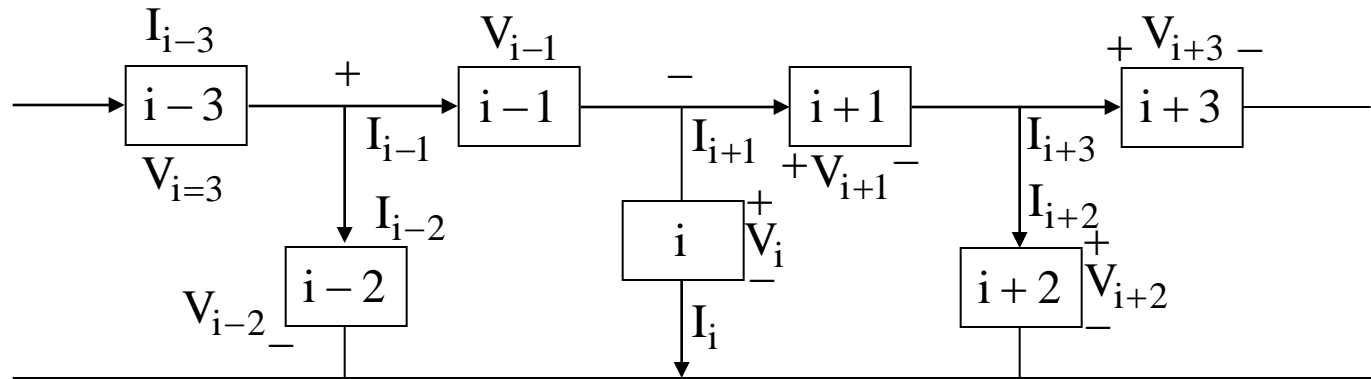 I_{i−3} V_{i−1} + V_{i+3} −
+ −
i − 3 i − 1 i + 1 i + 3
I_{i−1} I_{i+1} I_{i+3}
V_{i=3} + V_{i+1} −
I_{i−2} + I_{i+2}
i V_i +
i − 2 − i + 2 V_{i+2}
V_{i−2} − I_i −